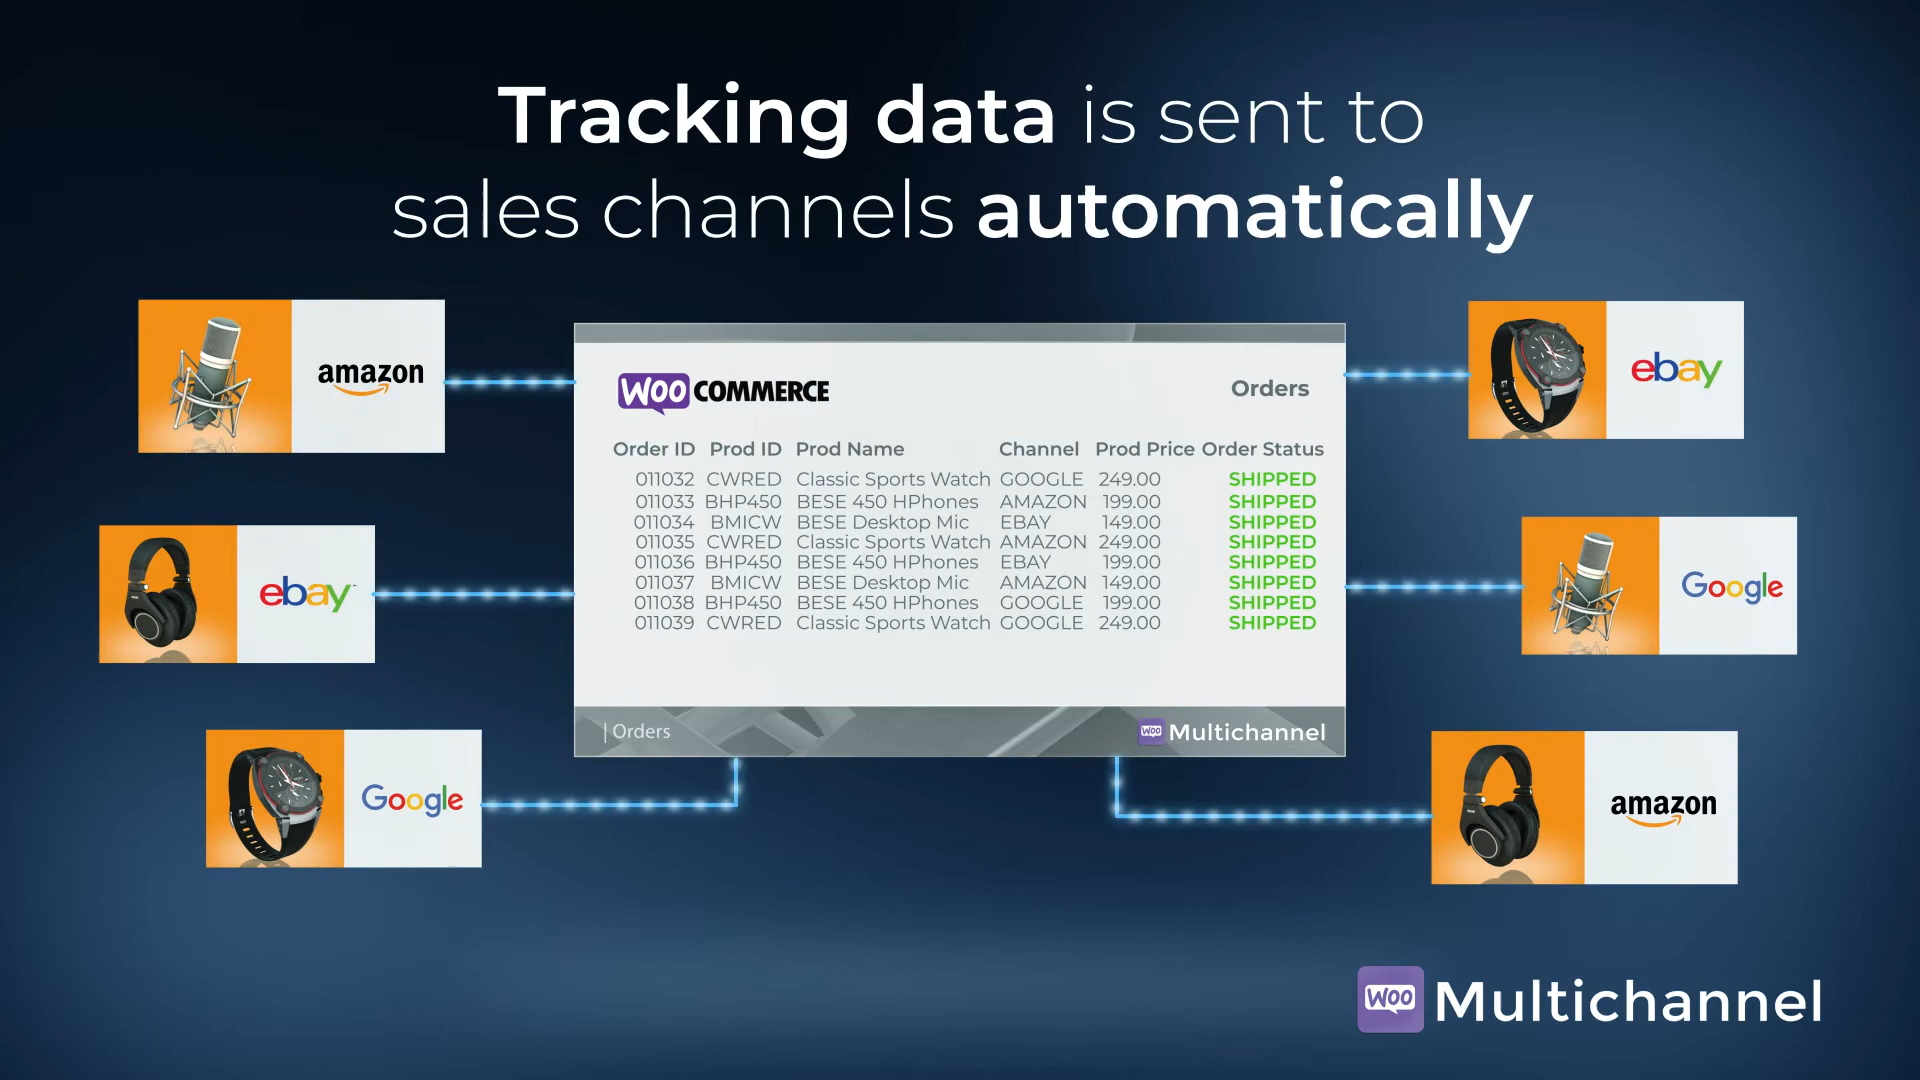 Tracking data is sent to
sales channels automatically
amazon
ebay
Google
WOO COMMERCE
Orders
Order ID Prod ID Prod Name Channel Prod Price Order Status
011032 CWRED Classic Sports Watch GOOGLE 249.00 SHIPPED
011033 BHP450 BESE 450 HPhones AMAZON 199.00 SHIPPED
011034 BMICW BESE Desktop Mic EBAY 149.00 SHIPPED
011035 CWRED Classic Sports Watch AMAZON 249.00 SHIPPED
011036 BHP450 BESE 450 HPhones EBAY 199.00 SHIPPED
011037 BMICW BESE Desktop Mic AMAZON 149.00 SHIPPED
011038 BHP450 BESE 450 HPhones GOOGLE 199.00 SHIPPED
011039 CWRED Classic Sports Watch GOOGLE 249.00 SHIPPED
| Orders
WOO Multichannel
ebay
Google
amazon
WOO Multichannel